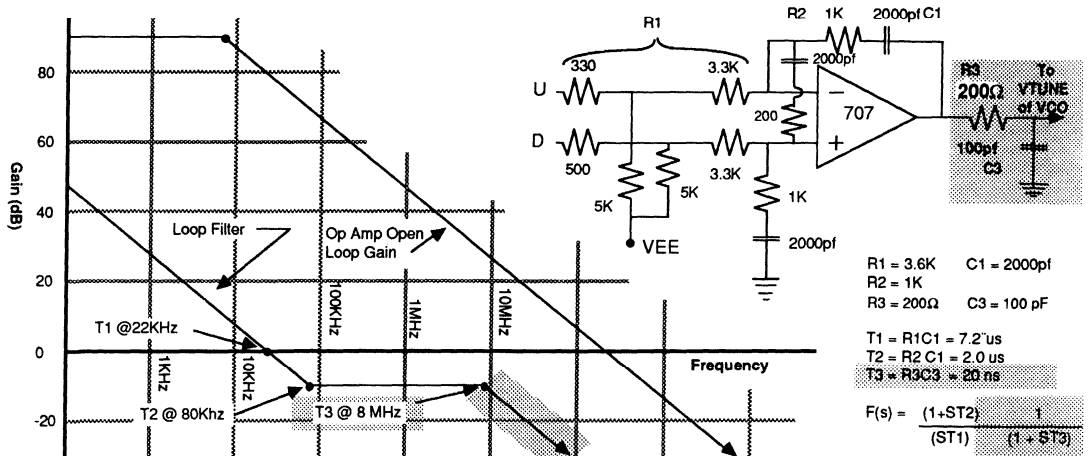 Gain (dB)
80
60
40
20
0
-20
Loop Filter
Op Amp Open
Loop Gain
T1 @22KHz
T2 @ 80Khz
T3 @ 8 MHz
1KHz
10KHz
100KHz
1MHz
10MHz
Frequency
R1
330
3.3K
U
D
500
3.3K
5K
5K
VEE
R2 1K 2000pf C1
2000pf
200
707
1K
2000pf
R3
200Ω
To
VTUNE
of VCO
100pf
C3
R1 = 3.6K C1 = 2000pf
R2 = 1K
R3 = 200Ω C3 = 100 pF
T1 = R1C1 = 7.2 us
T2 = R2 C1 = 2.0 us
T3 = R3C3 = 20 ns
F(s) = (1+ST2) 1
(ST1) (1 + ST3)